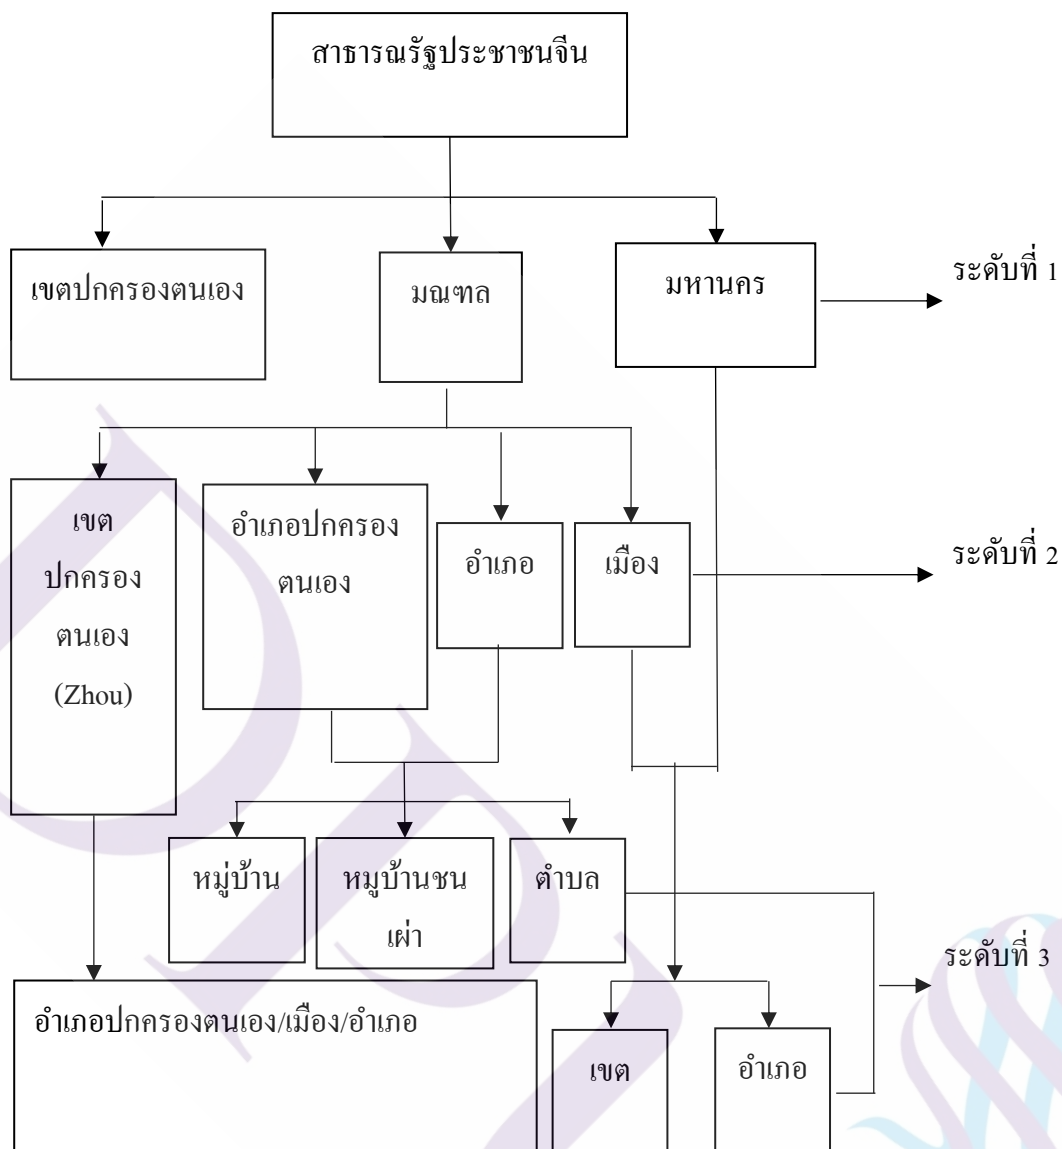 สาธารณรัฐประชาชนจีน
เขตปกครองตนเอง
มณฑล
มหานคร
ระดับที่ 1
เขต
ปกครอง
ตนเอง
(Zhou)
อำเภอปกครอง
ตนเอง
อำเภอ
เมือง
ระดับที่ 2
หมู่บ้าน
หมูบ้านชน
เผ่า
ตำบล
ระดับที่ 3
อำเภอปกครองตนเอง/เมือง/อำเภอ
เขต
อำเภอ